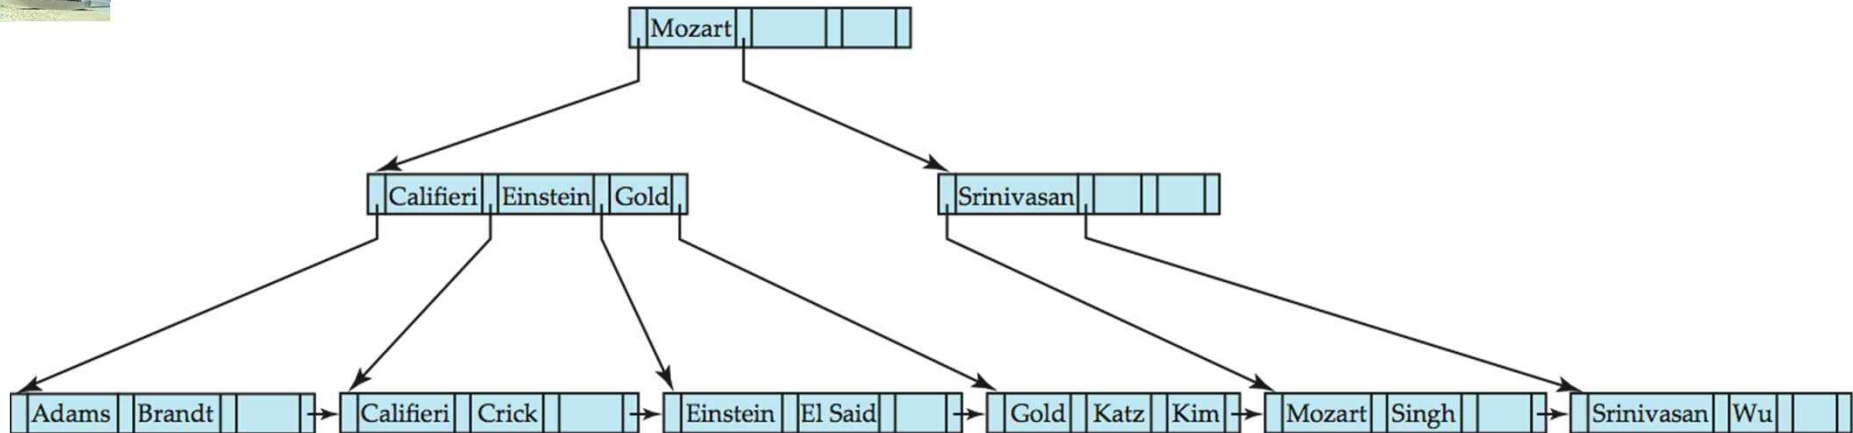 Mozart
Califieri Einstein Gold Srinivasan
Adams Brandt Califieri Crick Einstein El Said Gold Katz Kim Mozart Singh Srinivasan Wu